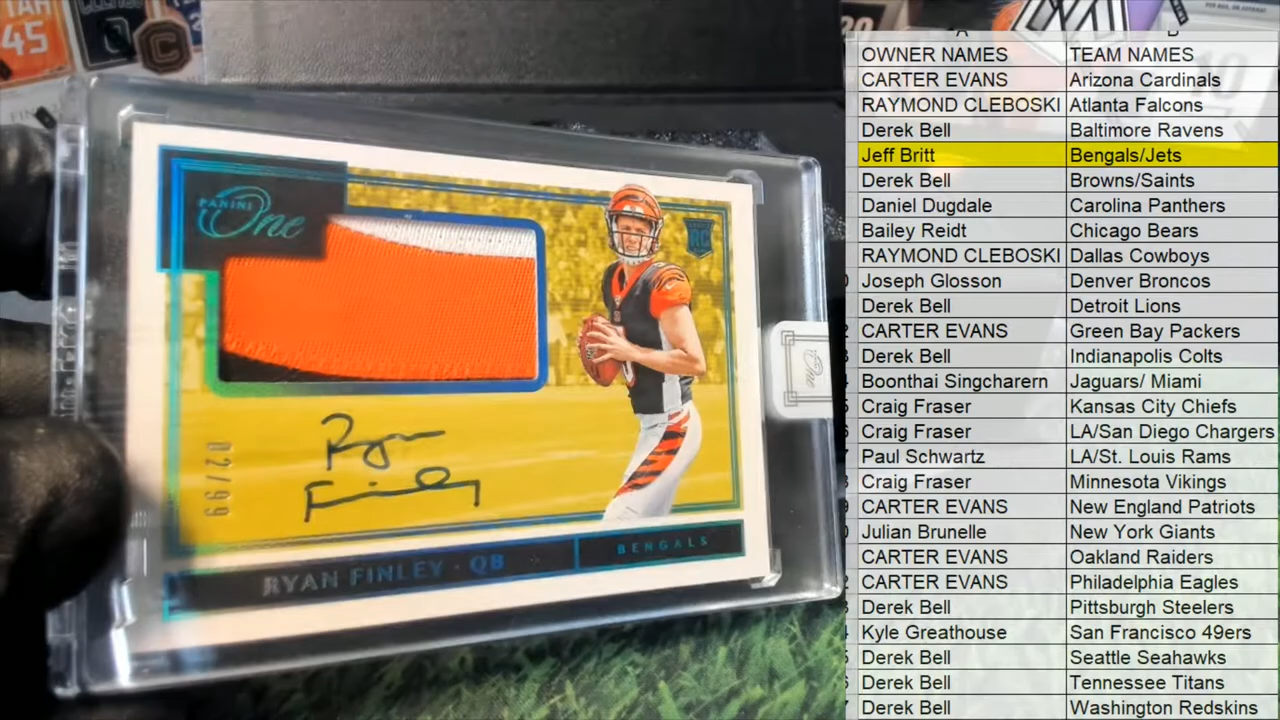 45
PANINI
One
RC
One
02/99
Ryan
Finley
RYAN FINLEY · QB
BENGALS
OWNER NAMES TEAM NAMES
CARTER EVANS Arizona Cardinals
RAYMOND CLEBOSKI Atlanta Falcons
Derek Bell Baltimore Ravens
Jeff Britt Bengals/Jets
Derek Bell Browns/Saints
Daniel Dugdale Carolina Panthers
Bailey Reidt Chicago Bears
RAYMOND CLEBOSKI Dallas Cowboys
Joseph Glosson Denver Broncos
Derek Bell Detroit Lions
CARTER EVANS Green Bay Packers
Derek Bell Indianapolis Colts
Boonthai Singcharern Jaguars/ Miami
Craig Fraser Kansas City Chiefs
Craig Fraser LA/San Diego Chargers
Paul Schwartz LA/St. Louis Rams
Craig Fraser Minnesota Vikings
CARTER EVANS New England Patriots
Julian Brunelle New York Giants
CARTER EVANS Oakland Raiders
CARTER EVANS Philadelphia Eagles
Derek Bell Pittsburgh Steelers
Kyle Greathouse San Francisco 49ers
Derek Bell Seattle Seahawks
Derek Bell Tennessee Titans
Derek Bell Washington Redskins